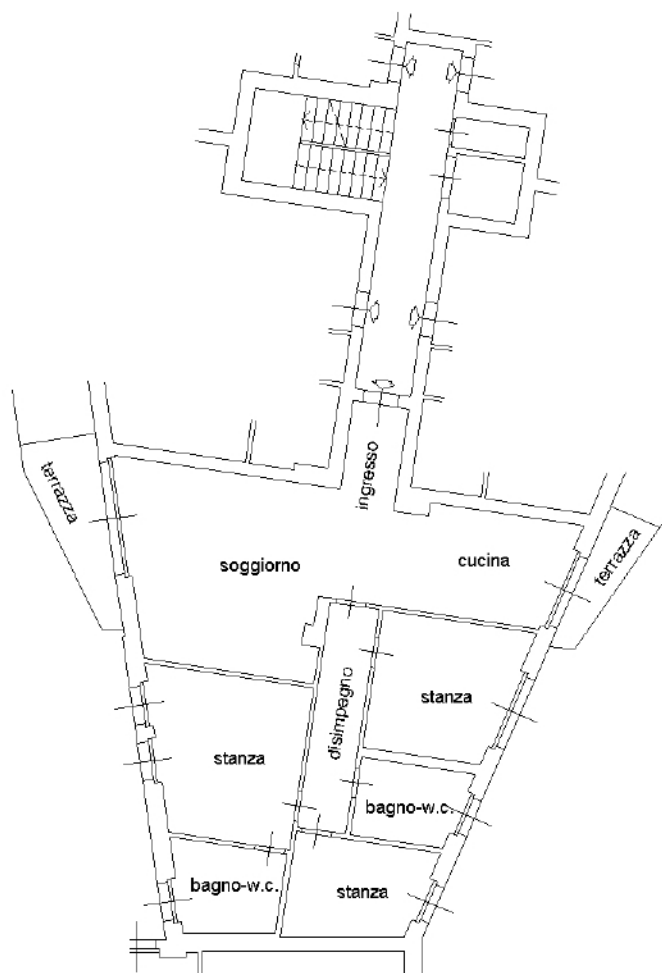 ingresso
terrazza
terrazza
cucina
soggiorno
disimpegno
stanza
stanza
bagno-w.c.
bagno-w.c.
stanza